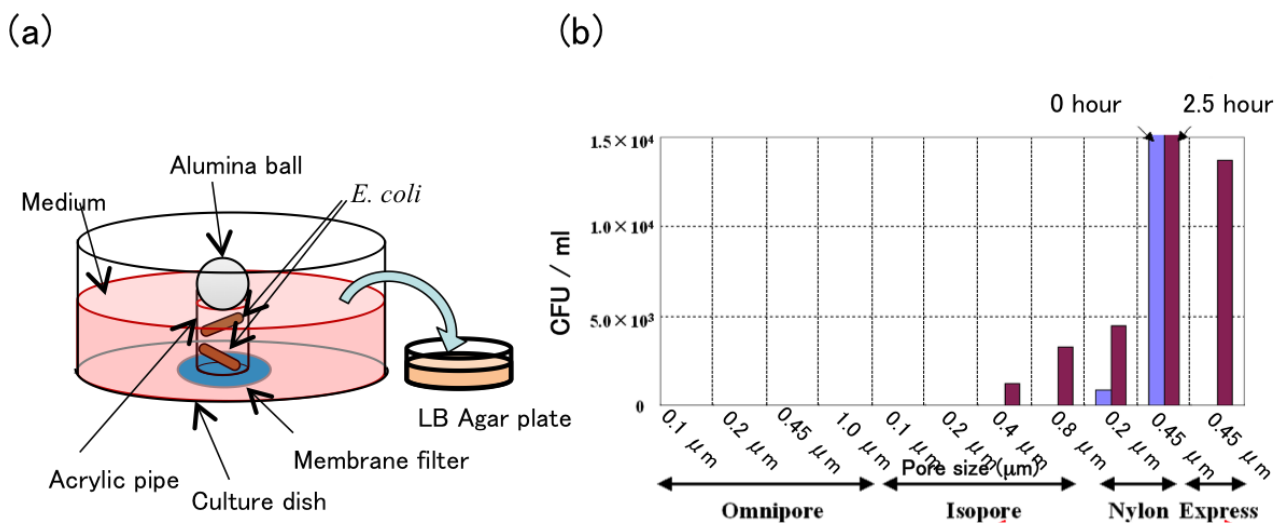 (a)
Alumina ball
Medium
E. coli
LB Agar plate
Membrane filter
Acrylic pipe
Culture dish
(b)
0 hour
2.5 hour
CFU / ml
1.5×10⁴
1.0×10⁴
5.0×10³
0
0.1 μm
0.2 μm
0.45 μm
1.0 μm
0.1 μm
0.2 μm
0.4 μm
0.8 μm
0.2 μm
0.45 μm
0.45 μm
Pore size (μm)
Omnipore
Isopore
Nylon
Express